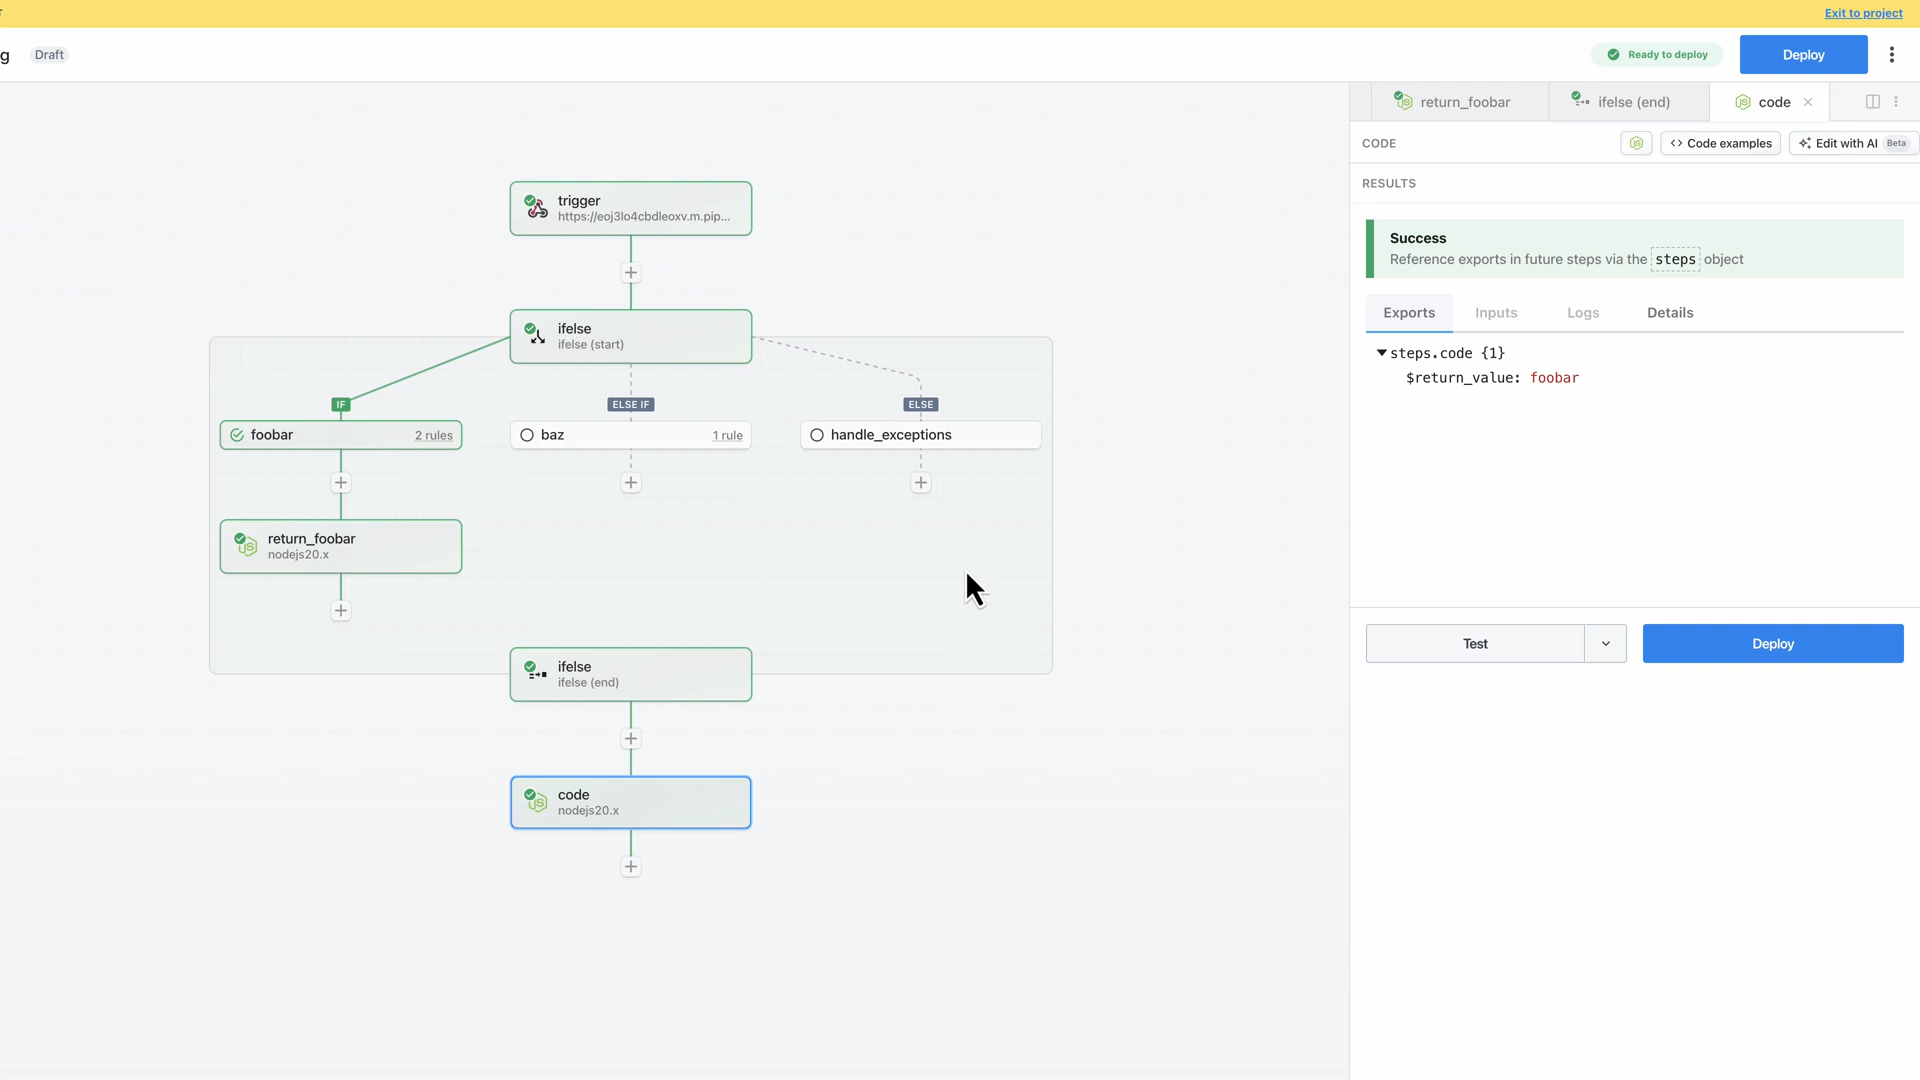 Exit to project
g
Draft
Ready to deploy
Deploy
return_foobar
ifelse (end)
code
CODE
Code examples
Edit with AI Beta
RESULTS
Success
Reference exports in future steps via the steps object
Exports
Inputs
Logs
Details
steps.code {1}
$return_value: foobar
Test
Deploy
trigger
https://eoj3lo4cbdleoxv.m.pip...
ifelse
ifelse (start)
IF
ELSE IF
ELSE
foobar
2 rules
baz
1 rule
handle_exceptions
return_foobar
nodejs20.x
ifelse
ifelse (end)
code
nodejs20.x